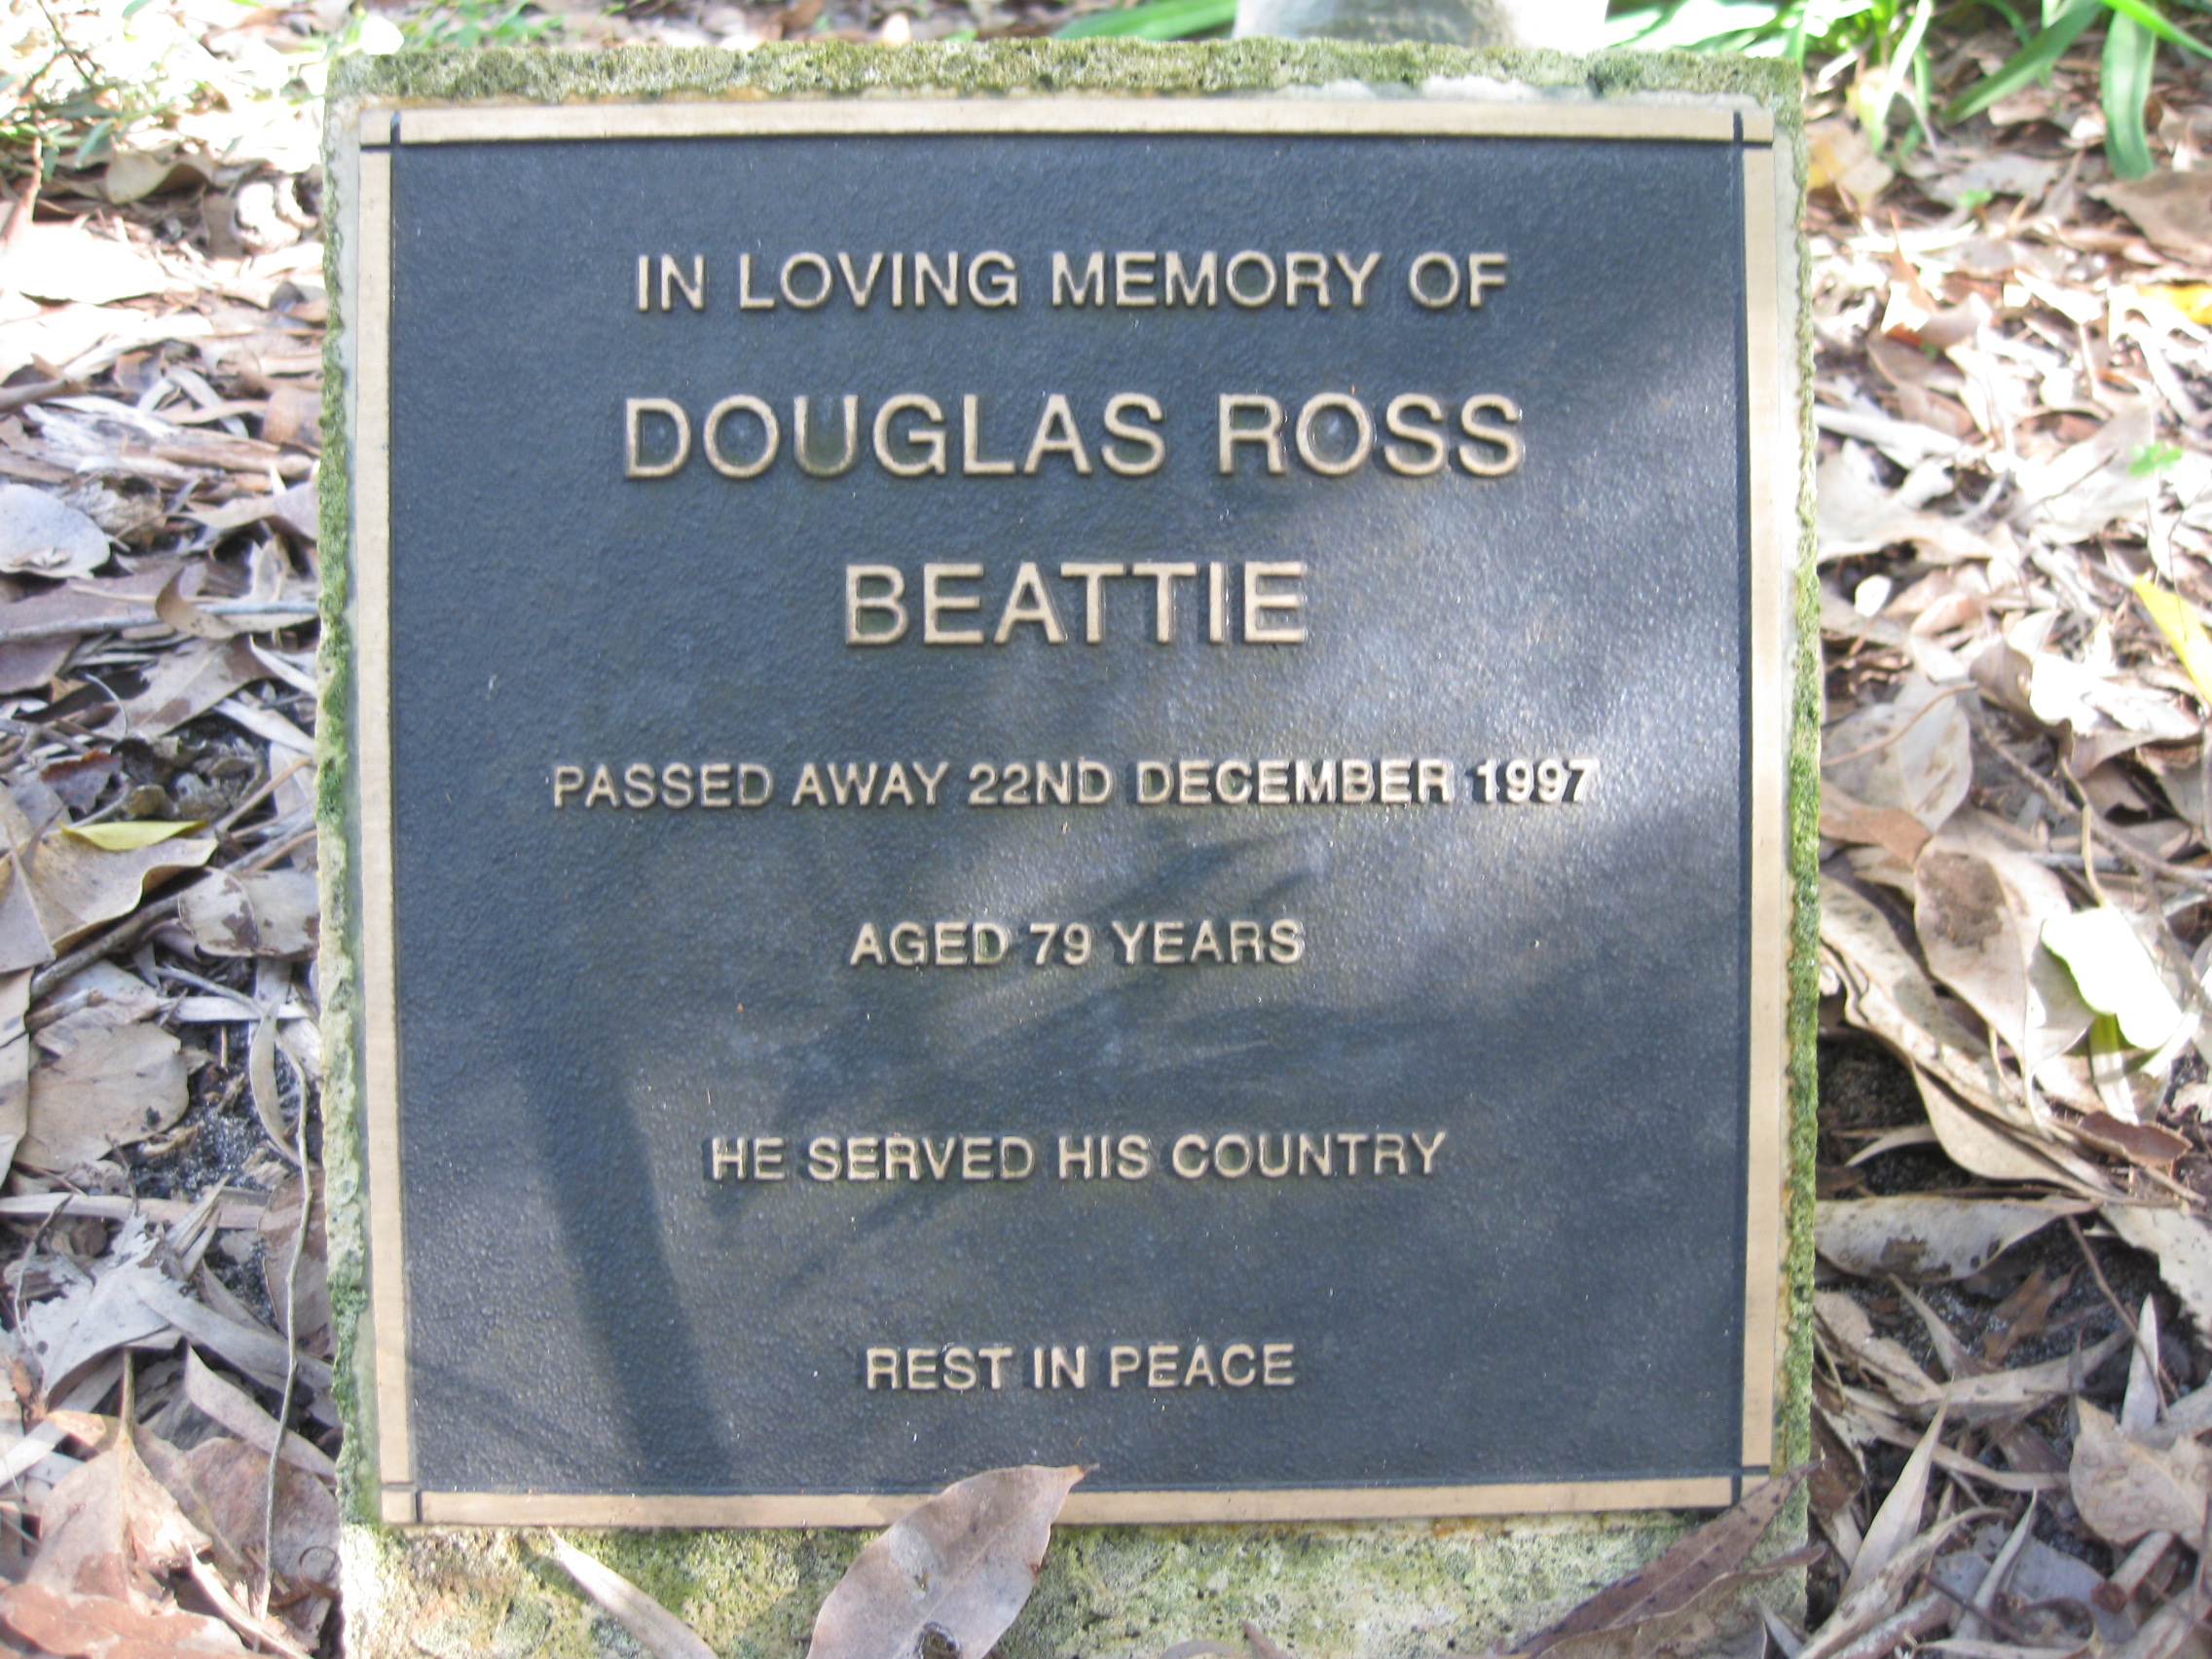 IN LOVING MEMORY OF
DOUGLAS ROSS
BEATTIE
PASSED AWAY 22ND DECEMBER 1997
AGED 79 YEARS
HE SERVED HIS COUNTRY
REST IN PEACE